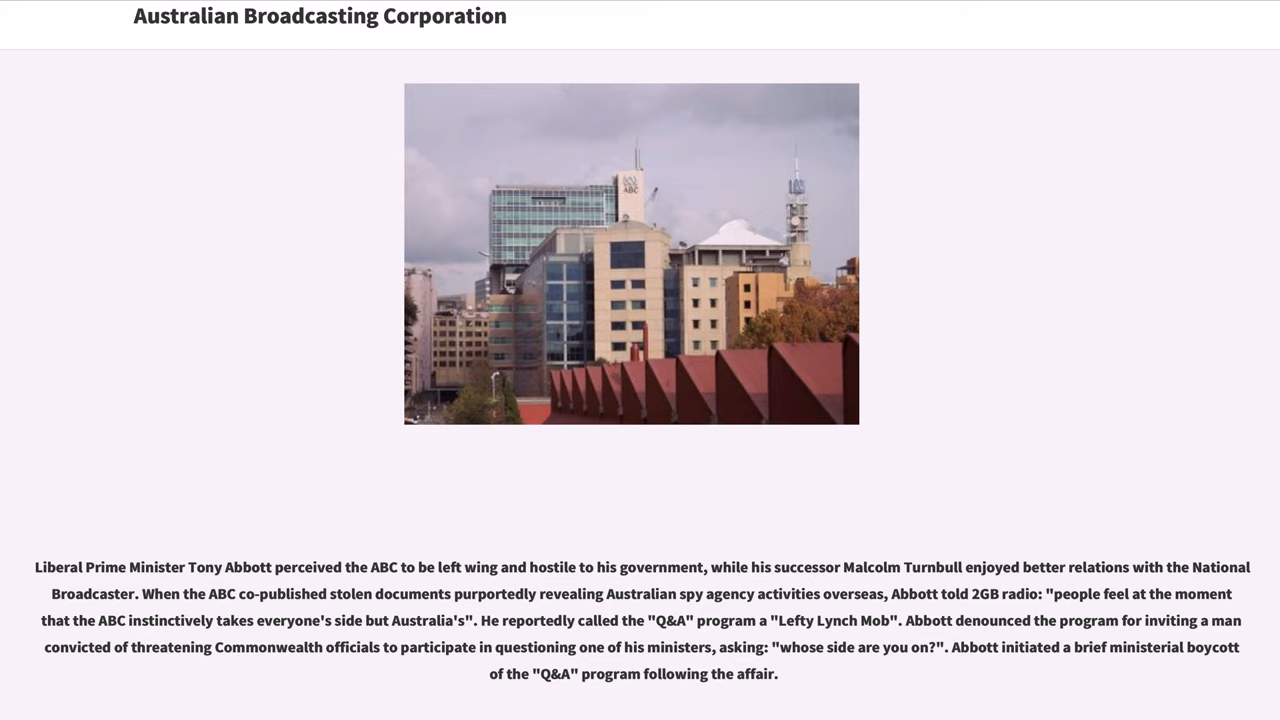 Australian Broadcasting Corporation
ABC
Liberal Prime Minister Tony Abbott perceived the ABC to be left wing and hostile to his government, while his successor Malcolm Turnbull enjoyed better relations with the National
Broadcaster. When the ABC co-published stolen documents purportedly revealing Australian spy agency activities overseas, Abbott told 2GB radio: "people feel at the moment
that the ABC instinctively takes everyone's side but Australia's". He reportedly called the "Q&A" program a "Lefty Lynch Mob". Abbott denounced the program for inviting a man
convicted of threatening Commonwealth officials to participate in questioning one of his ministers, asking: "whose side are you on?". Abbott initiated a brief ministerial boycott
of the "Q&A" program following the affair.